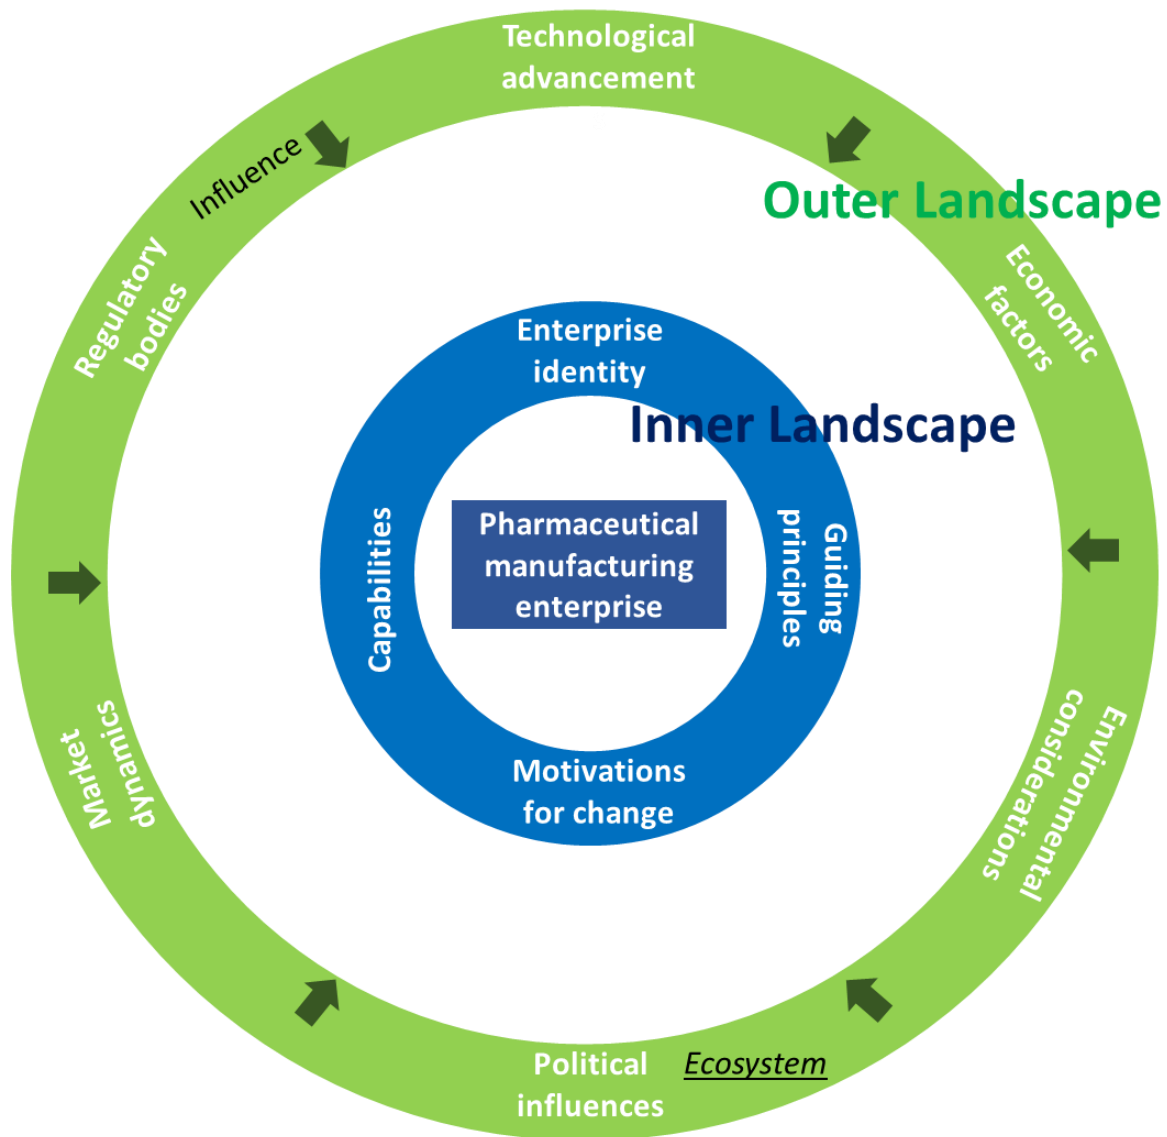 Technological
advancement
Influence
Outer Landscape
Regulatory
bodies
Economic
factors
Enterprise
identity
Inner Landscape
Capabilities
Pharmaceutical
manufacturing
enterprise
Guiding
principles
Market
dynamics
Environmental
considerations
Motivations
for change
Political
influences
Ecosystem